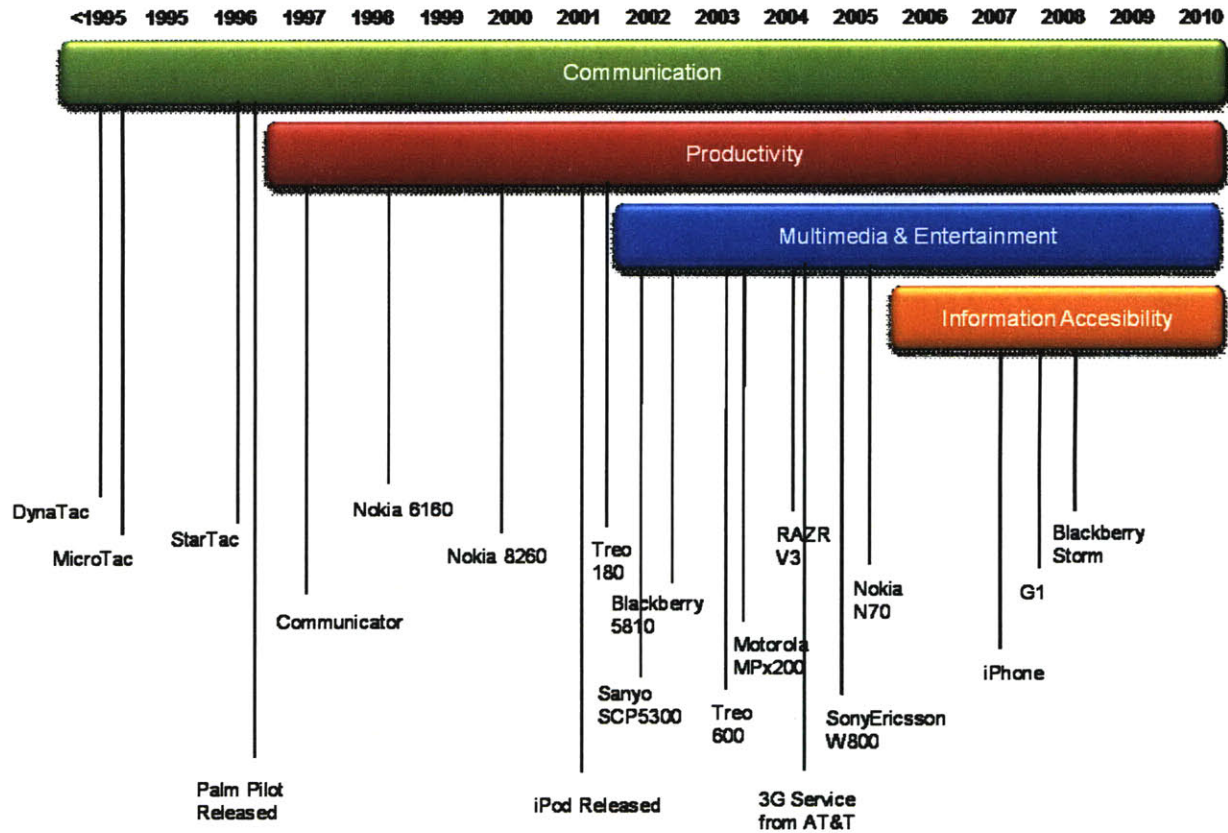 <1995 1995 1996 1997 1998 1999 2000 2001 2002 2003 2004 2005 2006 2007 2008 2009 2010
Communication
Productivity
Multimedia & Entertainment
Information Accesibility
DynaTac
MicroTac
StarTac
Palm Pilot
Released
Communicator
Nokia 6160
Nokia 8260
iPod Released
Treo
180
Blackberry
5810
Sanyo
SCP5300
Treo
600
Motorola
MPx200
RAZR
V3
3G Service
from AT&T
SonyEricsson
W800
Nokia
N70
iPhone
G1
Blackberry
Storm